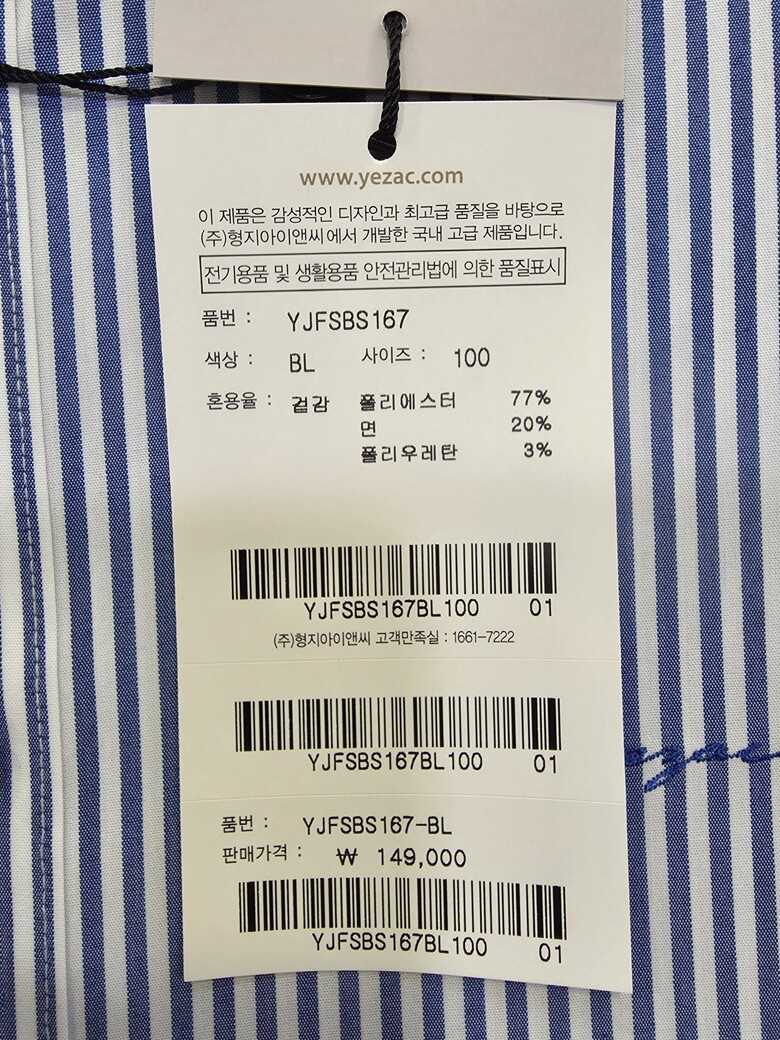 www.yezac.com
이 제품은 감성적인 디자인과 최고급 품질을 바탕으로
(주)형지아이앤씨에서 개발한 국내 고급 제품입니다.
전기용품 및 생활용품 안전관리법에 의한 품질표시
품번 : YJFSBS167
색상 : BL 사이즈 : 100
혼용율 : 겉감 폴리에스터 77%
면 20%
폴리우레탄 3%
YJFSBS167BL100 01
(주)형지아이앤씨 고객만족실 : 1661-7222
YJFSBS167BL100 01
품번 : YJFSBS167-BL
판매가격 : ₩ 149,000
YJFSBS167BL100 01